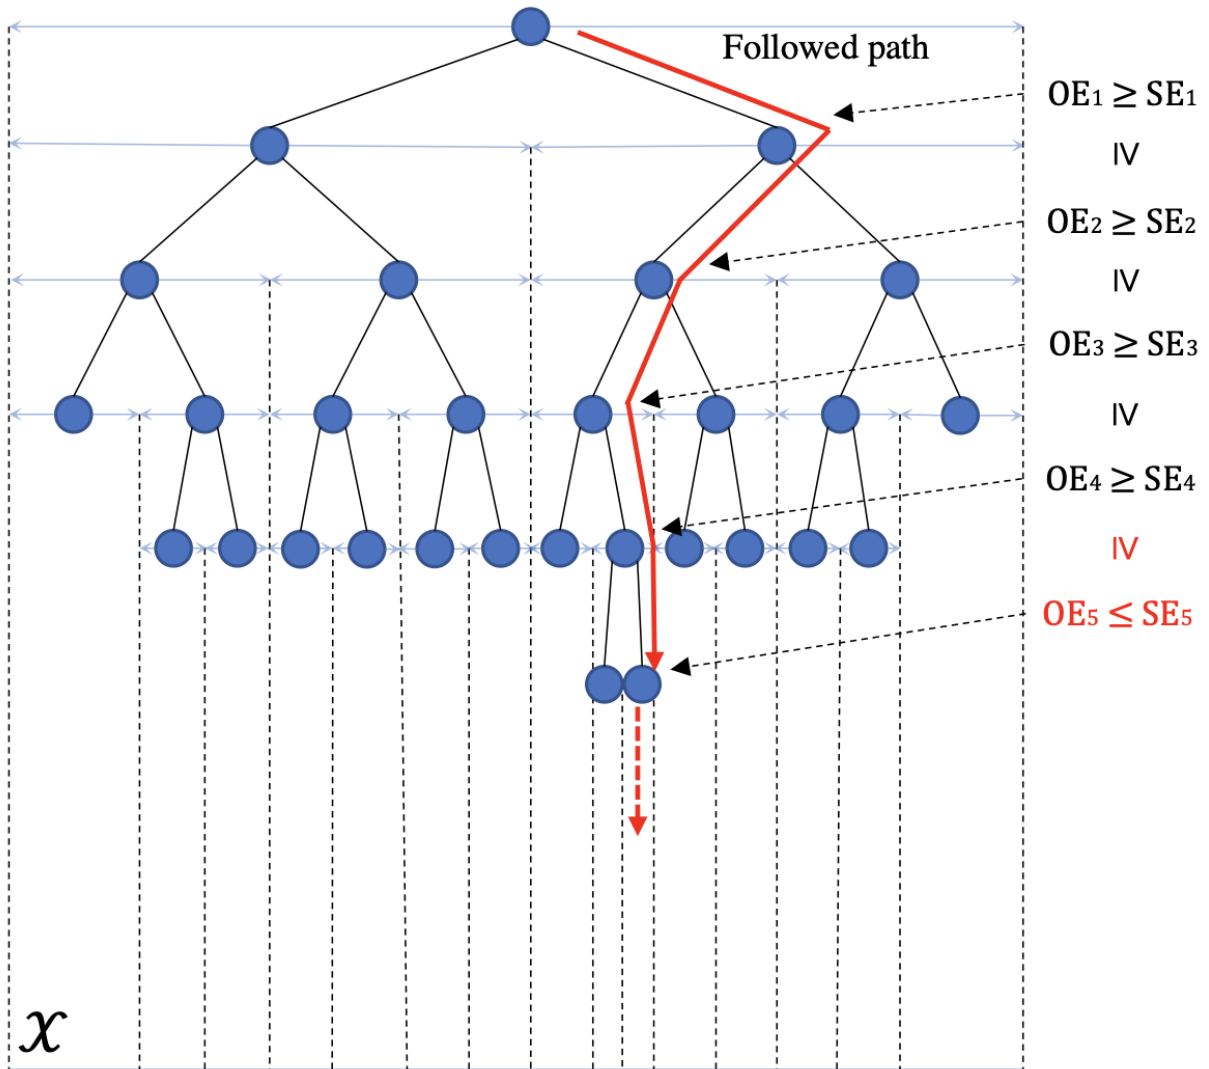 Followed path
OE₁ ≥ SE₁
IV
OE₂ ≥ SE₂
IV
OE₃ ≥ SE₃
IV
OE₄ ≥ SE₄
IV
OE₅ ≤ SE₅
𝒳